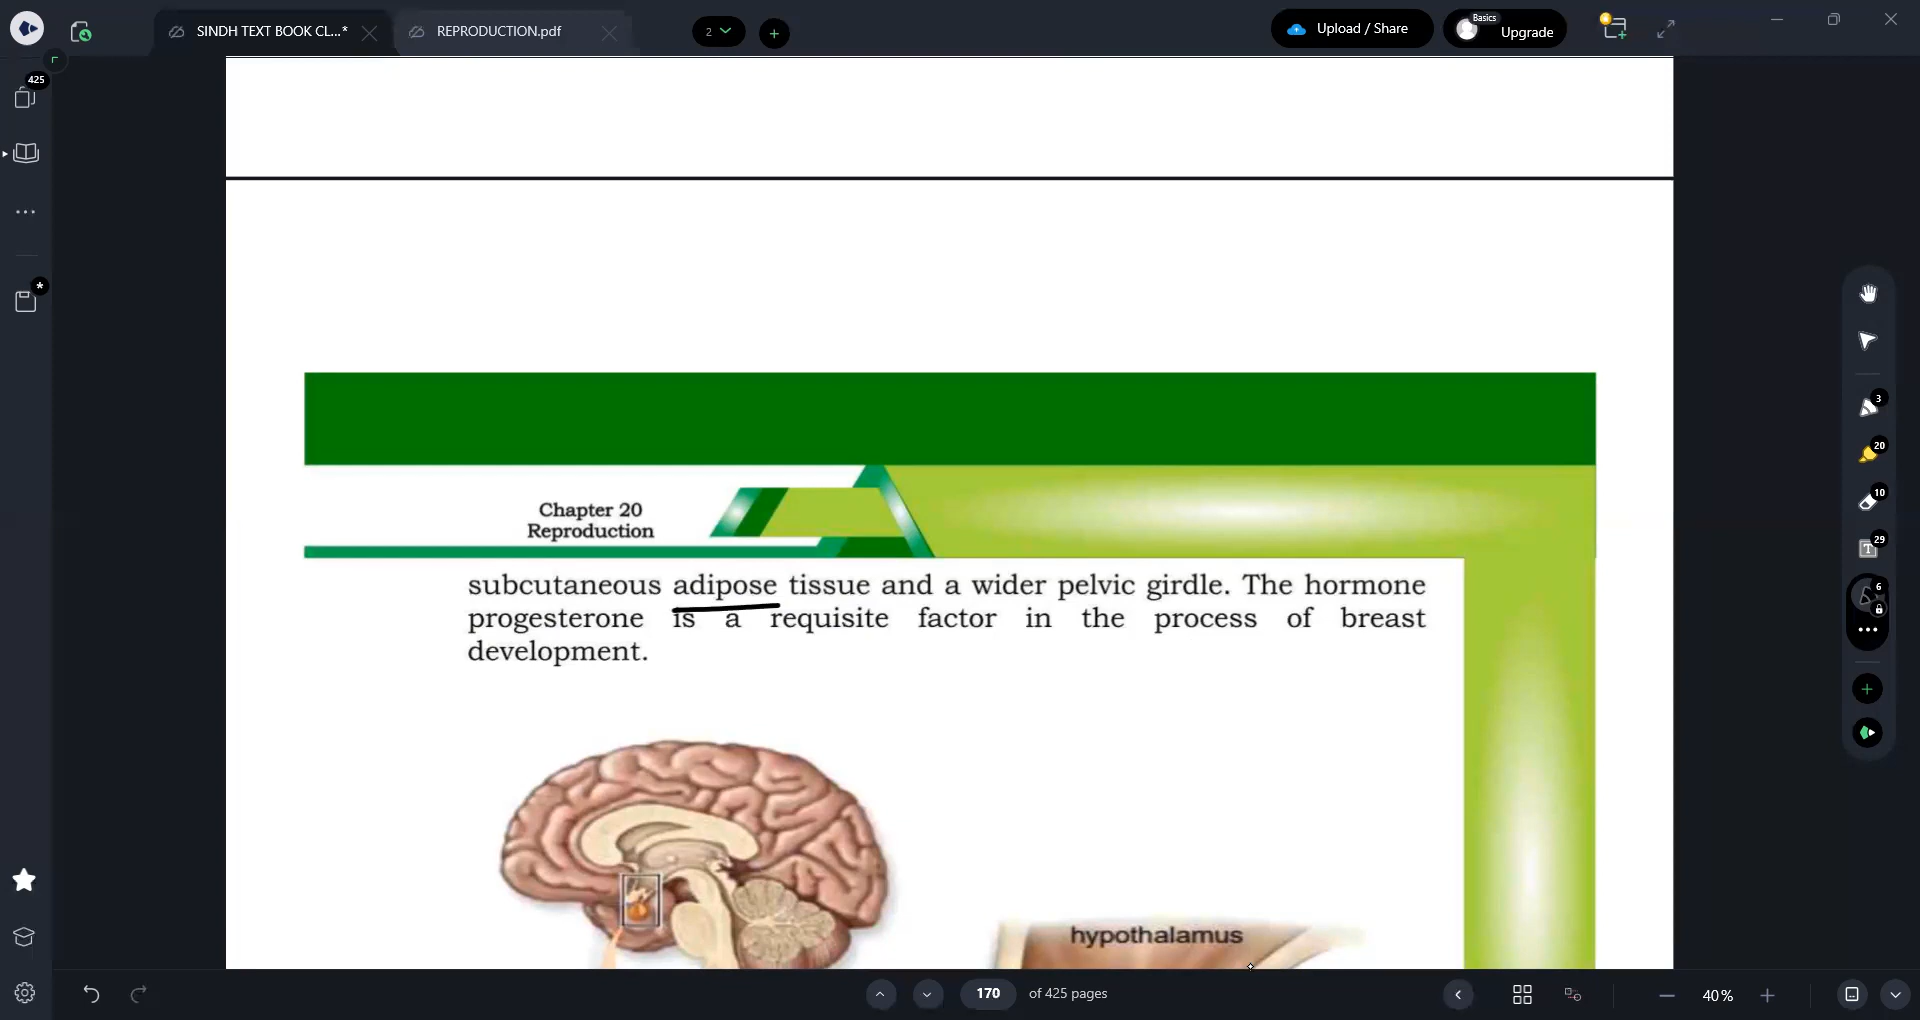 SINDH TEXT BOOK CL...*
REPRODUCTION.pdf
2
Upload / Share
Basics
Upgrade
425
Chapter 20
Reproduction
subcutaneous adipose tissue and a wider pelvic girdle. The hormone
progesterone is a requisite factor in the process of breast
development.
hypothalamus
3
20
10
T
29
6
170 of 425 pages
40%